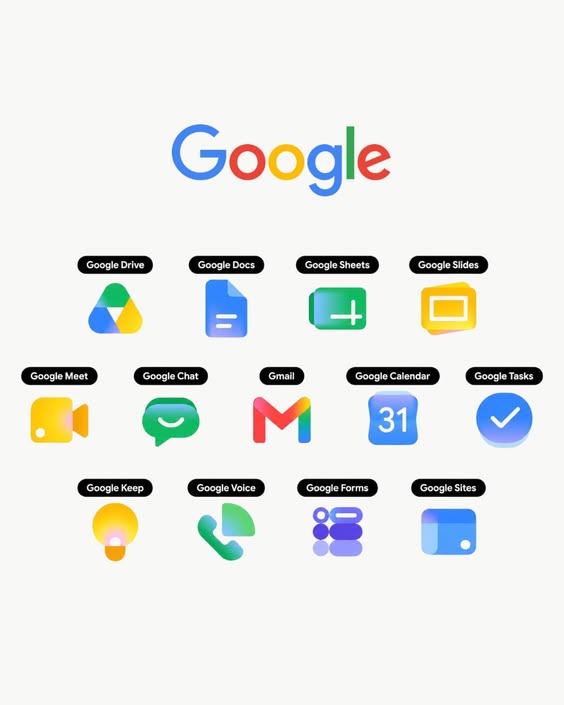 Google
Google Drive
Google Docs
Google Sheets
Google Slides
Google Meet
Google Chat
Gmail
Google Calendar
Google Tasks
31
Google Keep
Google Voice
Google Forms
Google Sites